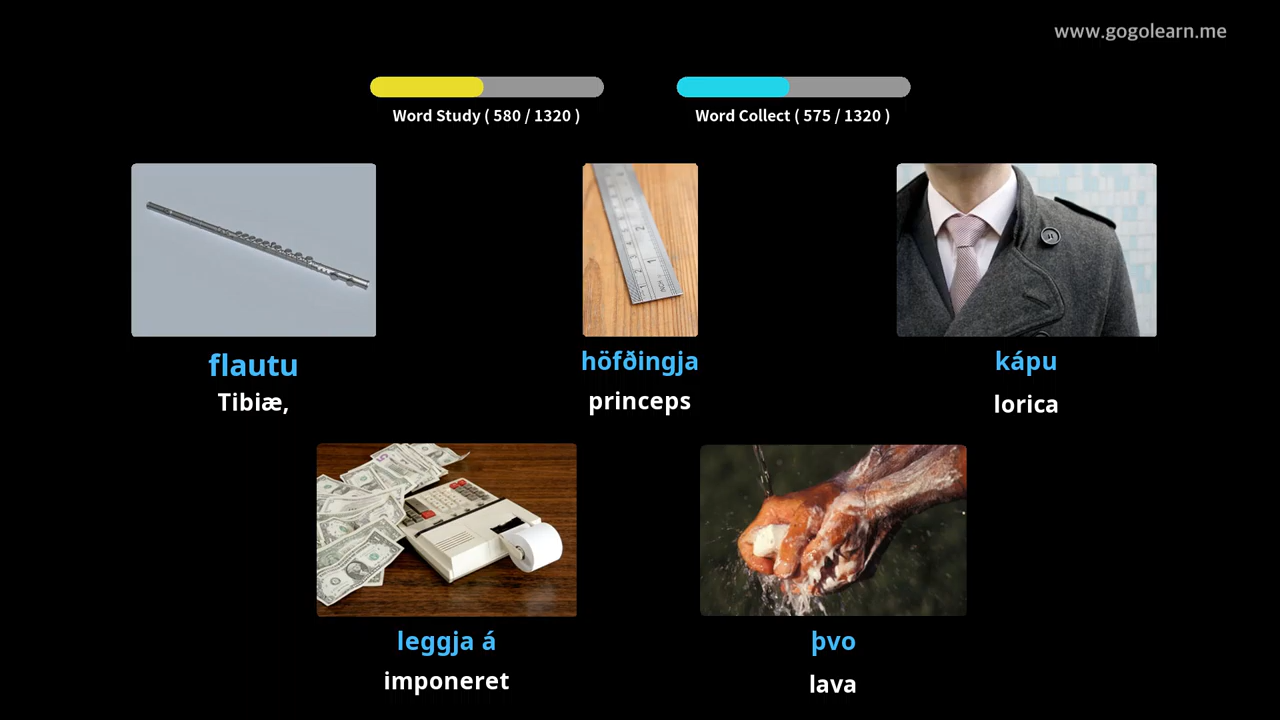 www.gogolearn.me
Word Study ( 580 / 1320 )
Word Collect ( 575 / 1320 )
flautu
Tibiæ,
höfðingja
princeps
kápu
lorica
leggja á
imponeret
þvo
lava